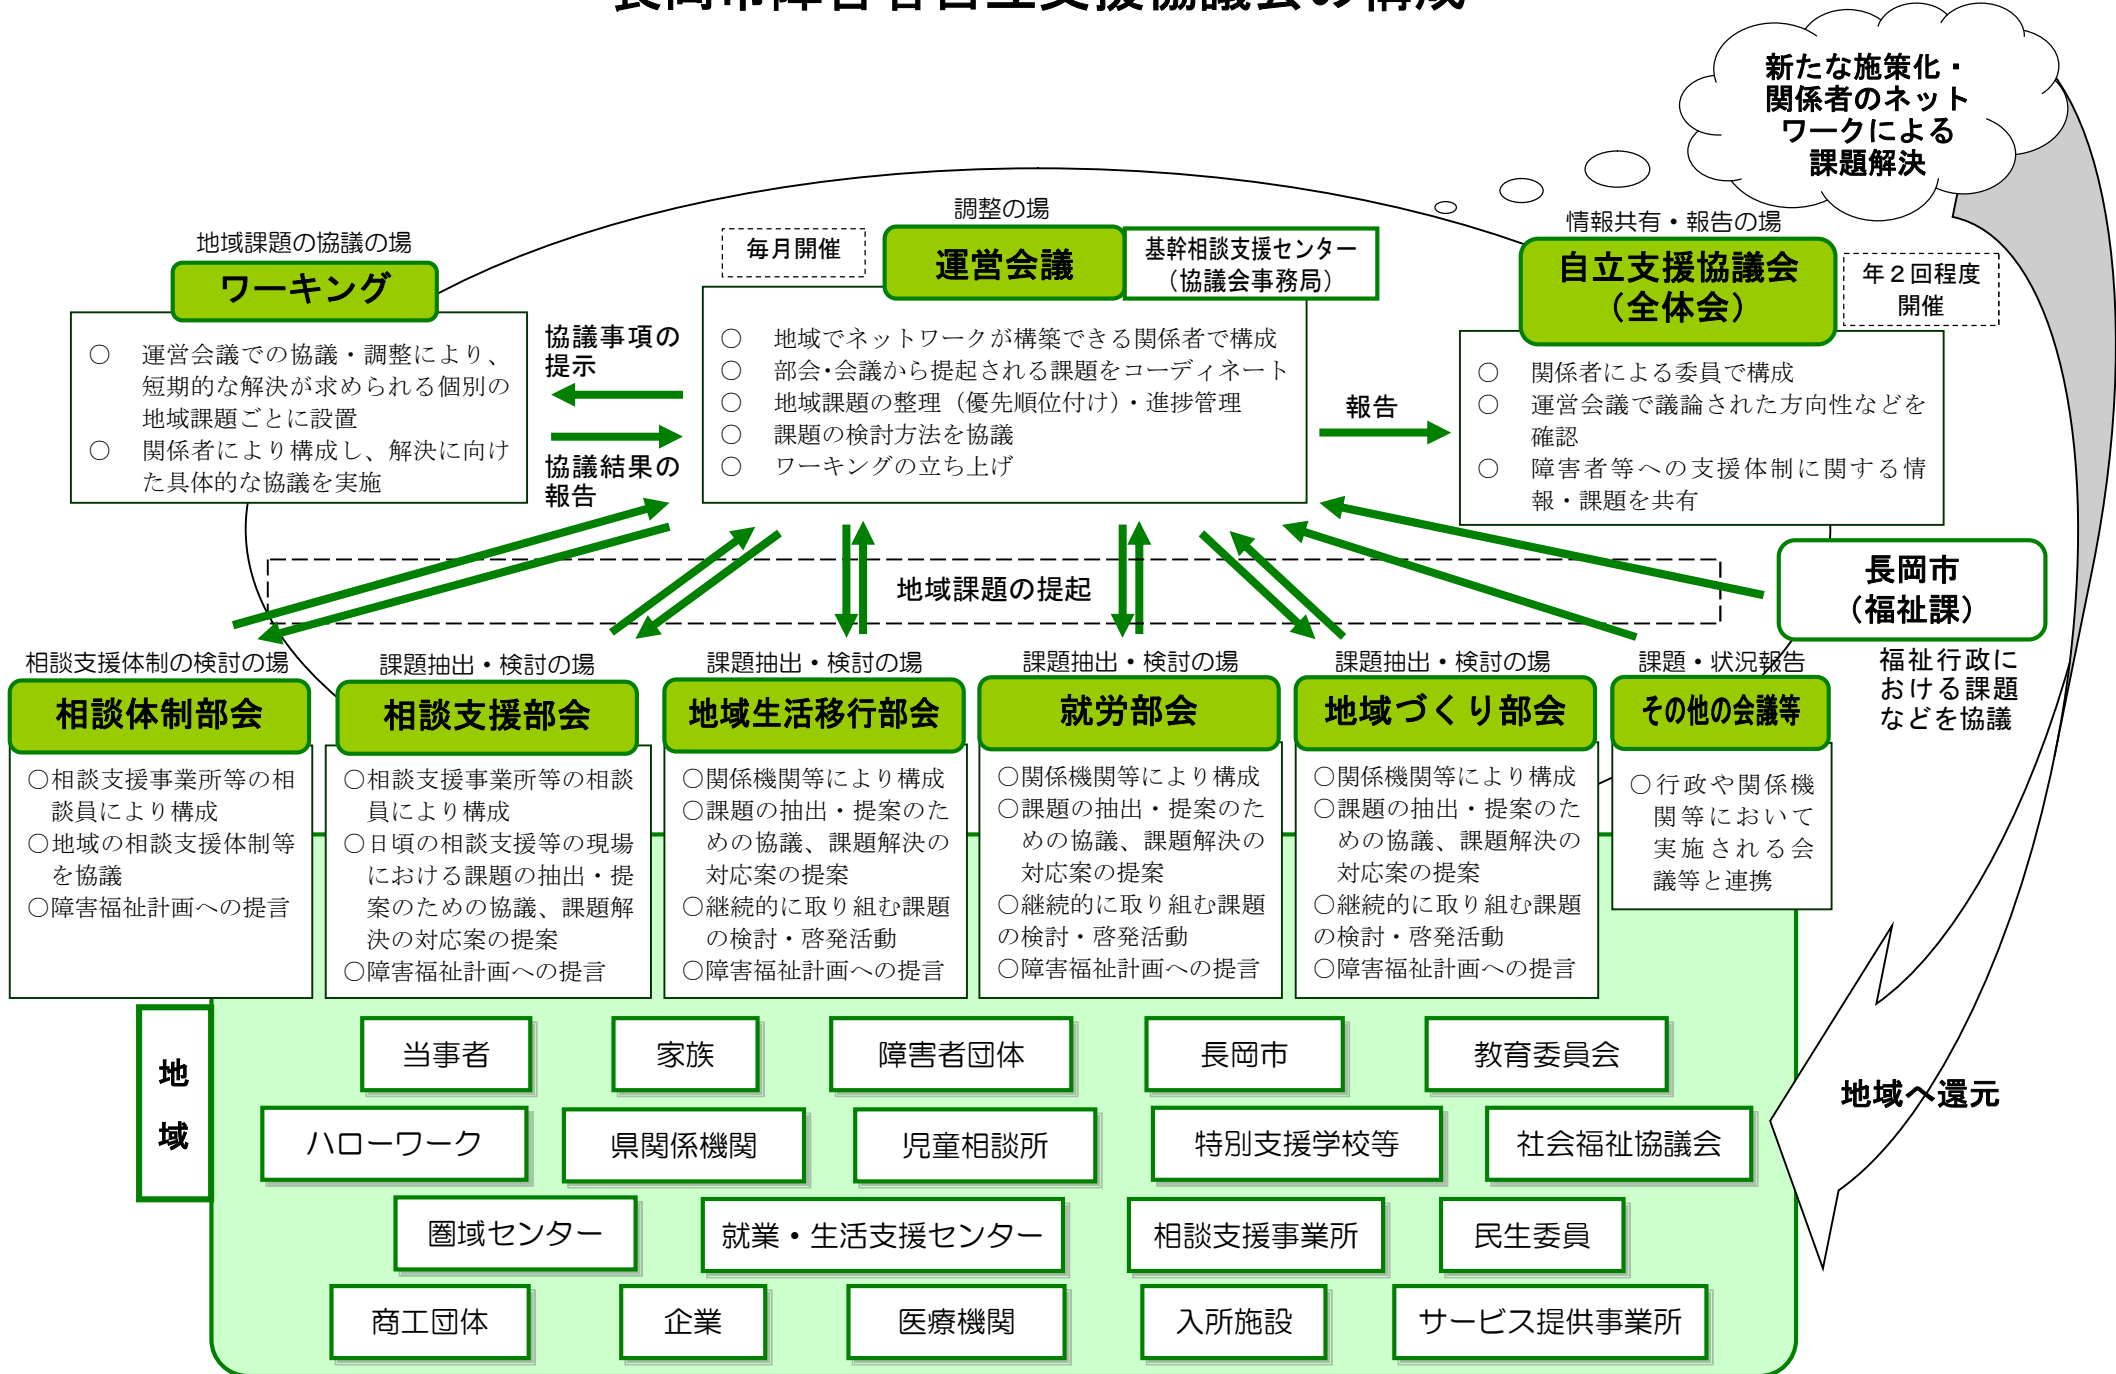 長岡市障害者自立支援協議会の構成
新たな施策化・
関係者のネット
ワークによる
課題解決
地域課題の協議の場
ワーキング
○ 運営会議での協議・調整により、
短期的な解決が求められる個別の
地域課題ごとに設置
○ 関係者により構成し、解決に向け
た具体的な協議を実施
協議事項の
提示
協議結果の
報告
調整の場
毎月開催
運営会議
基幹相談支援センター
（協議会事務局）
○ 地域でネットワークが構築できる関係者で構成
○ 部会・会議から提起される課題をコーディネート
○ 地域課題の整理（優先順位付け）・進捗管理
○ 課題の検討方法を協議
○ ワーキングの立ち上げ
報告
情報共有・報告の場
自立支援協議会
（全体会）
年２回程度
開催
○ 関係者による委員で構成
○ 運営会議で議論された方向性などを
確認
○ 障害者等への支援体制に関する情
報・課題を共有
地域課題の提起
長岡市
（福祉課）
福祉行政に
おける課題
などを協議
相談支援体制の検討の場
相談体制部会
○相談支援事業所等の相
談員により構成
○地域の相談支援体制等
を協議
○障害福祉計画への提言
課題抽出・検討の場
相談支援部会
○相談支援事業所等の相談
員により構成
○日頃の相談支援等の現場
における課題の抽出・提
案のための協議、課題解
決の対応案の提案
○障害福祉計画への提言
課題抽出・検討の場
地域生活移行部会
○関係機関等により構成
○課題の抽出・提案のた
めの協議、課題解決の
対応案の提案
○継続的に取り組む課題
の検討・啓発活動
○障害福祉計画への提言
課題抽出・検討の場
就労部会
○関係機関等により構成
○課題の抽出・提案のた
めの協議、課題解決の
対応案の提案
○継続的に取り組む課題
の検討・啓発活動
○障害福祉計画への提言
課題抽出・検討の場
地域づくり部会
○関係機関等により構成
○課題の抽出・提案のた
めの協議、課題解決の
対応案の提案
○継続的に取り組む課題
の検討・啓発活動
○障害福祉計画への提言
課題・状況報告
その他の会議等
○行政や関係機
関等において
実施される会
議等と連携
地
域
当事者
家族
障害者団体
長岡市
教育委員会
ハローワーク
県関係機関
児童相談所
特別支援学校等
社会福祉協議会
圏域センター
就業・生活支援センター
相談支援事業所
民生委員
商工団体
企業
医療機関
入所施設
サービス提供事業所
地域へ還元